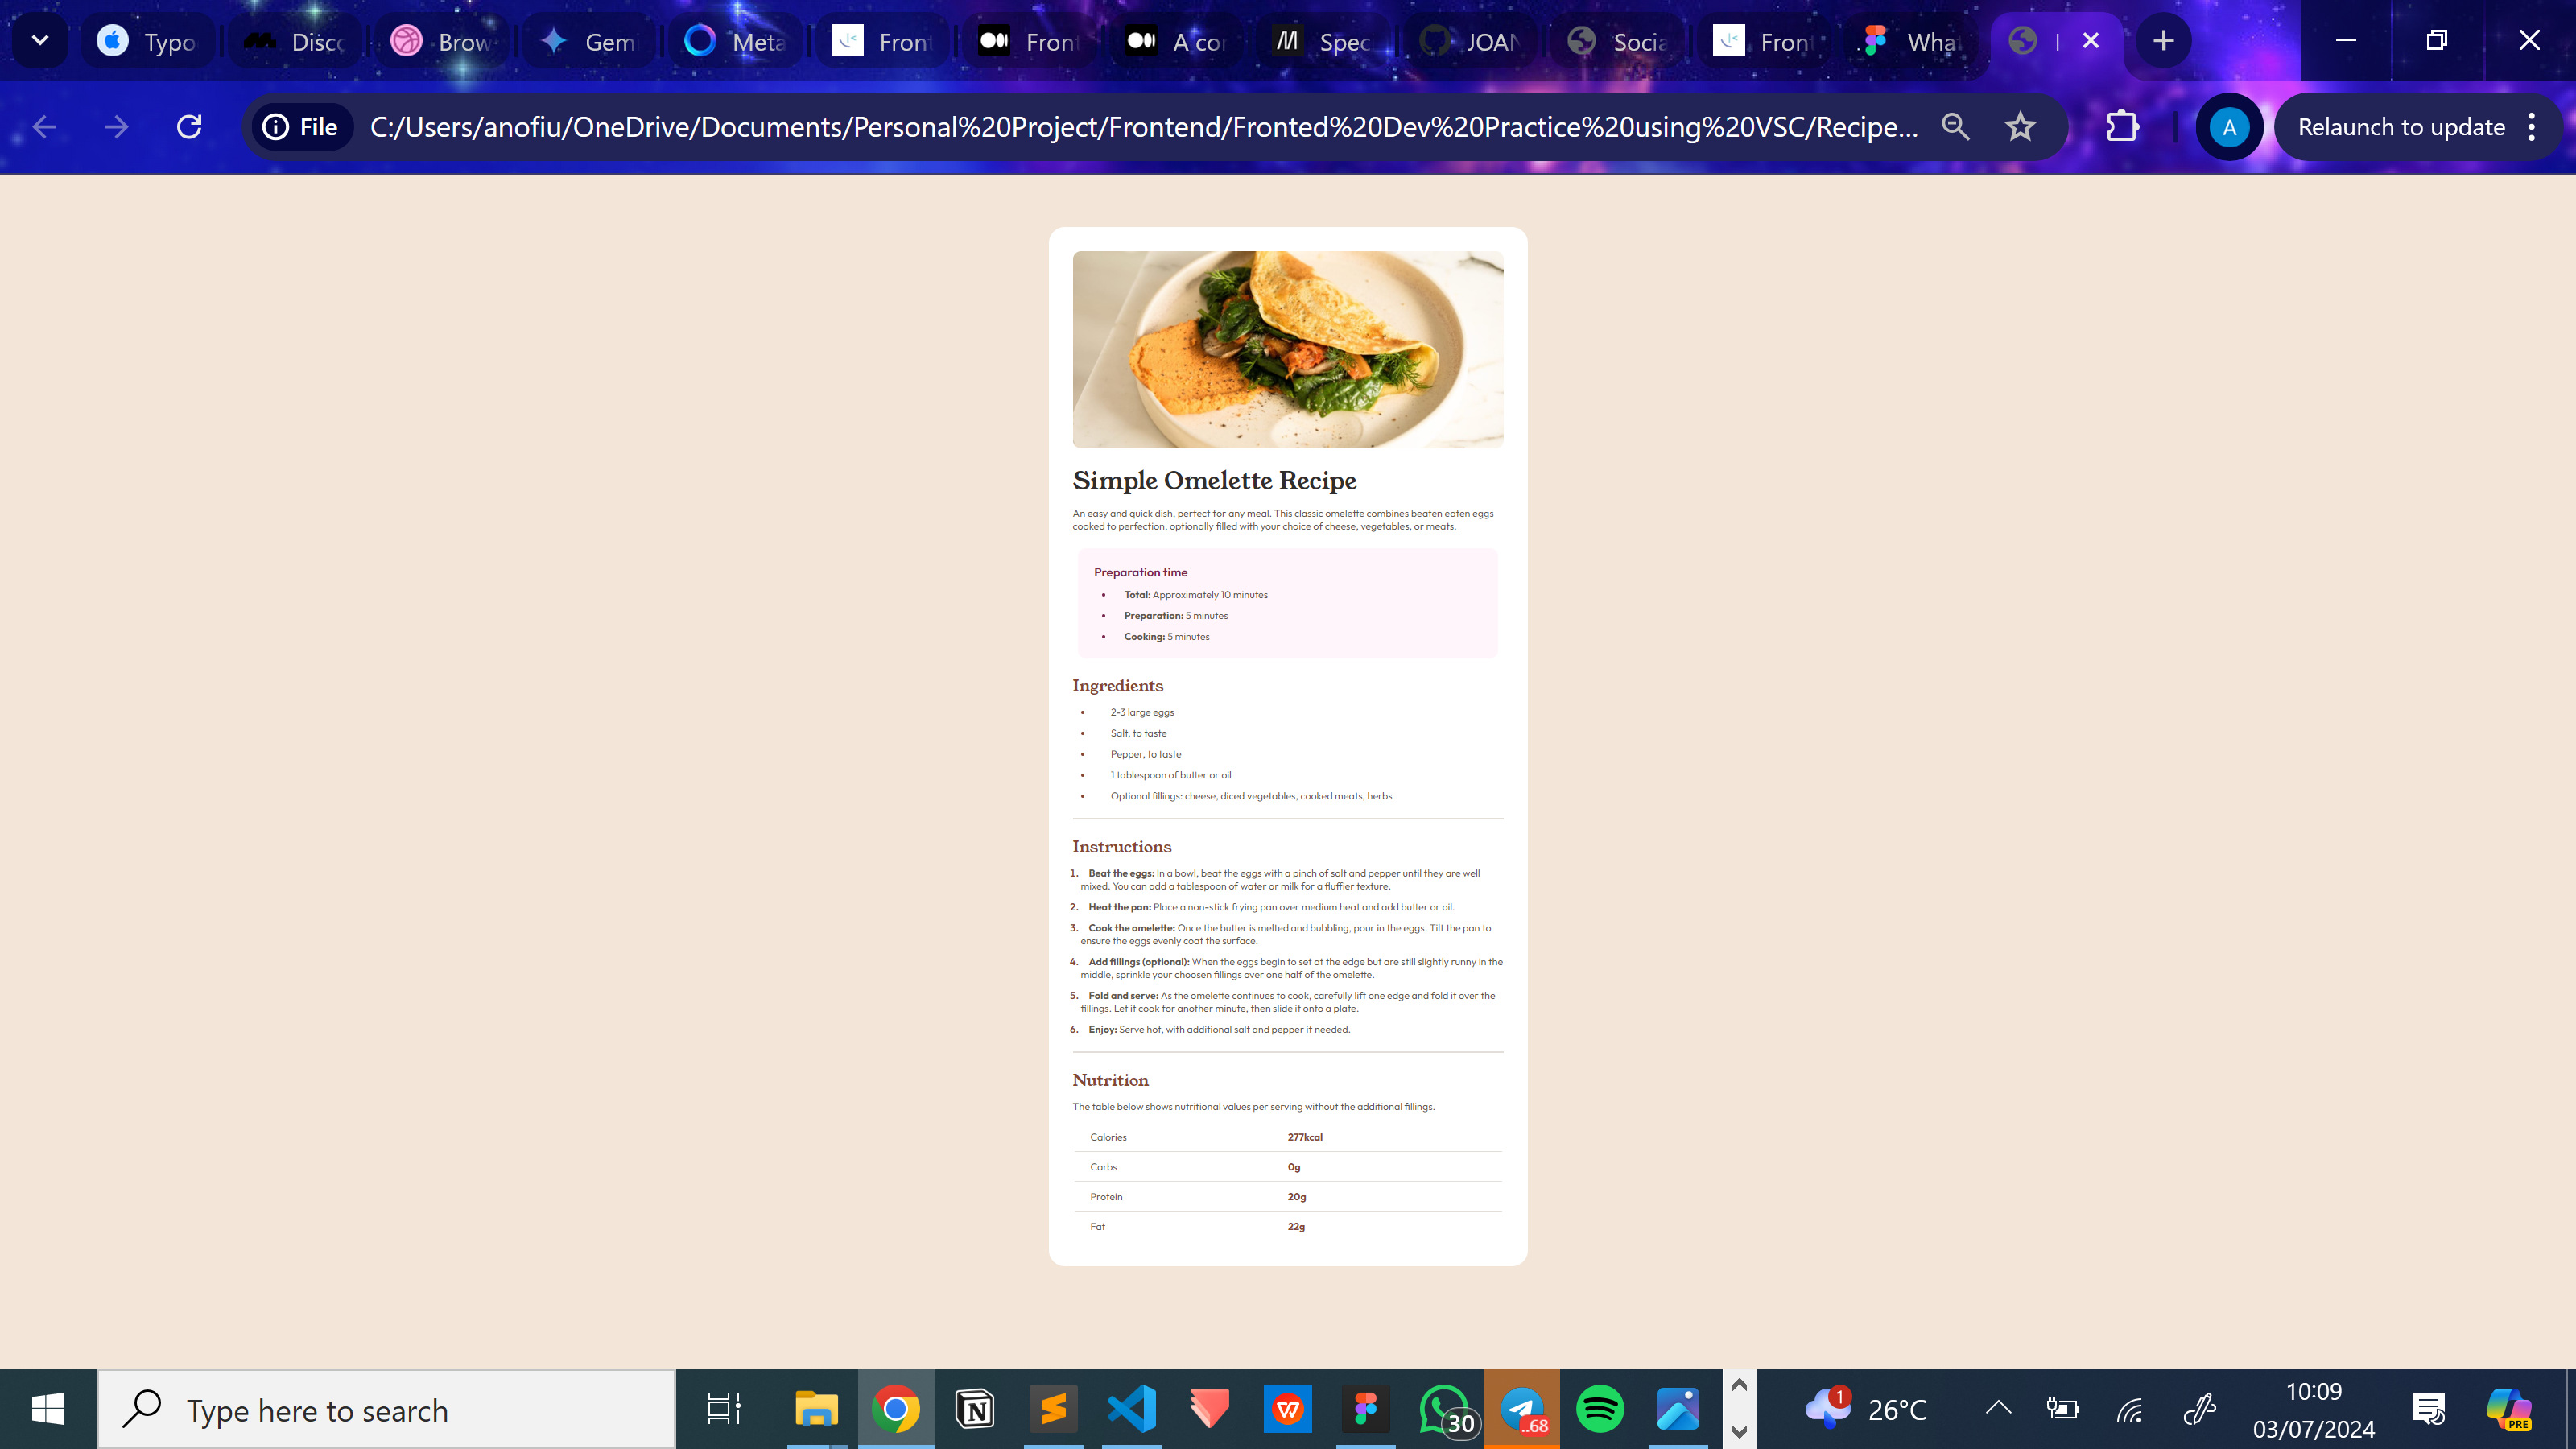 Typo
Disc
Brow
Gem
Meta
Front
Front
A cor
Spec
JOAN
Socia
Front
Wha
File
C:/Users/anofiu/OneDrive/Documents/Personal%20Project/Frontend/Fronted%20Dev%20Practice%20using%20VSC/Recipe...
A
Relaunch to update
Simple Omelette Recipe
An easy and quick dish, perfect for any meal. This classic omelette combines beaten eaten eggs
cooked to perfection, optionally filled with your choice of cheese, vegetables, or meats.
Preparation time
• Total: Approximately 10 minutes
• Preparation: 5 minutes
• Cooking: 5 minutes
Ingredients
• 2-3 large eggs
• Salt, to taste
• Pepper, to taste
• 1 tablespoon of butter or oil
• Optional fillings: cheese, diced vegetables, cooked meats, herbs
Instructions
1. Beat the eggs: In a bowl, beat the eggs with a pinch of salt and pepper until they are well
mixed. You can add a tablespoon of water or milk for a fluffier texture.
2. Heat the pan: Place a non-stick frying pan over medium heat and add butter or oil.
3. Cook the omelette: Once the butter is melted and bubbling, pour in the eggs. Tilt the pan to
ensure the eggs evenly coat the surface.
4. Add fillings (optional): When the eggs begin to set at the edge but are still slightly runny in the
middle, sprinkle your choosen fillings over one half of the omelette.
5. Fold and serve: As the omelette continues to cook, carefully lift one edge and fold it over the
fillings. Let it cook for another minute, then slide it onto a plate.
6. Enjoy: Serve hot, with additional salt and pepper if needed.
Nutrition
The table below shows nutritional values per serving without the additional fillings.
Calories 277kcal
Carbs 0g
Protein 20g
Fat 22g
Type here to search
30
..68
1
26°C
10:09
03/07/2024
PRE